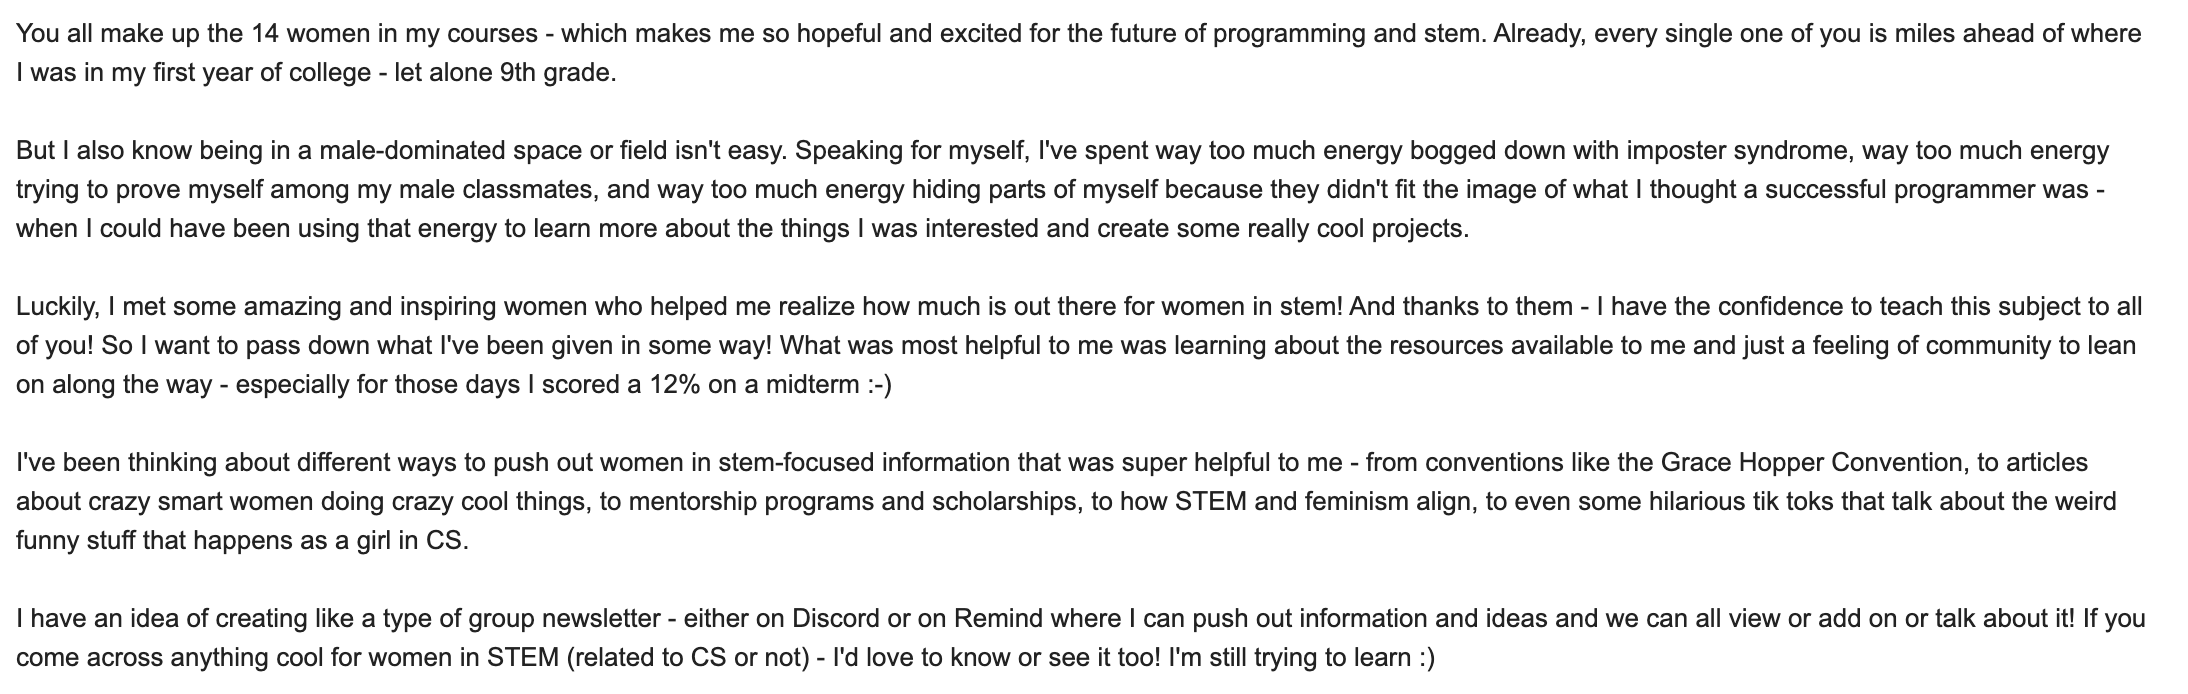 You all make up the 14 women in my courses - which makes me so hopeful and excited for the future of programming and stem. Already, every single one of you is miles ahead of where
I was in my first year of college - let alone 9th grade.
But I also know being in a male-dominated space or field isn't easy. Speaking for myself, I've spent way too much energy bogged down with imposter syndrome, way too much energy
trying to prove myself among my male classmates, and way too much energy hiding parts of myself because they didn't fit the image of what I thought a successful programmer was -
when I could have been using that energy to learn more about the things I was interested and create some really cool projects.
Luckily, I met some amazing and inspiring women who helped me realize how much is out there for women in stem! And thanks to them - I have the confidence to teach this subject to all
of you! So I want to pass down what I've been given in some way! What was most helpful to me was learning about the resources available to me and just a feeling of community to lean
on along the way - especially for those days I scored a 12% on a midterm :-)
I've been thinking about different ways to push out women in stem-focused information that was super helpful to me - from conventions like the Grace Hopper Convention, to articles
about crazy smart women doing crazy cool things, to mentorship programs and scholarships, to how STEM and feminism align, to even some hilarious tik toks that talk about the weird
funny stuff that happens as a girl in CS.
I have an idea of creating like a type of group newsletter - either on Discord or on Remind where I can push out information and ideas and we can all view or add on or talk about it! If you
come across anything cool for women in STEM (related to CS or not) - I'd love to know or see it too! I'm still trying to learn :)